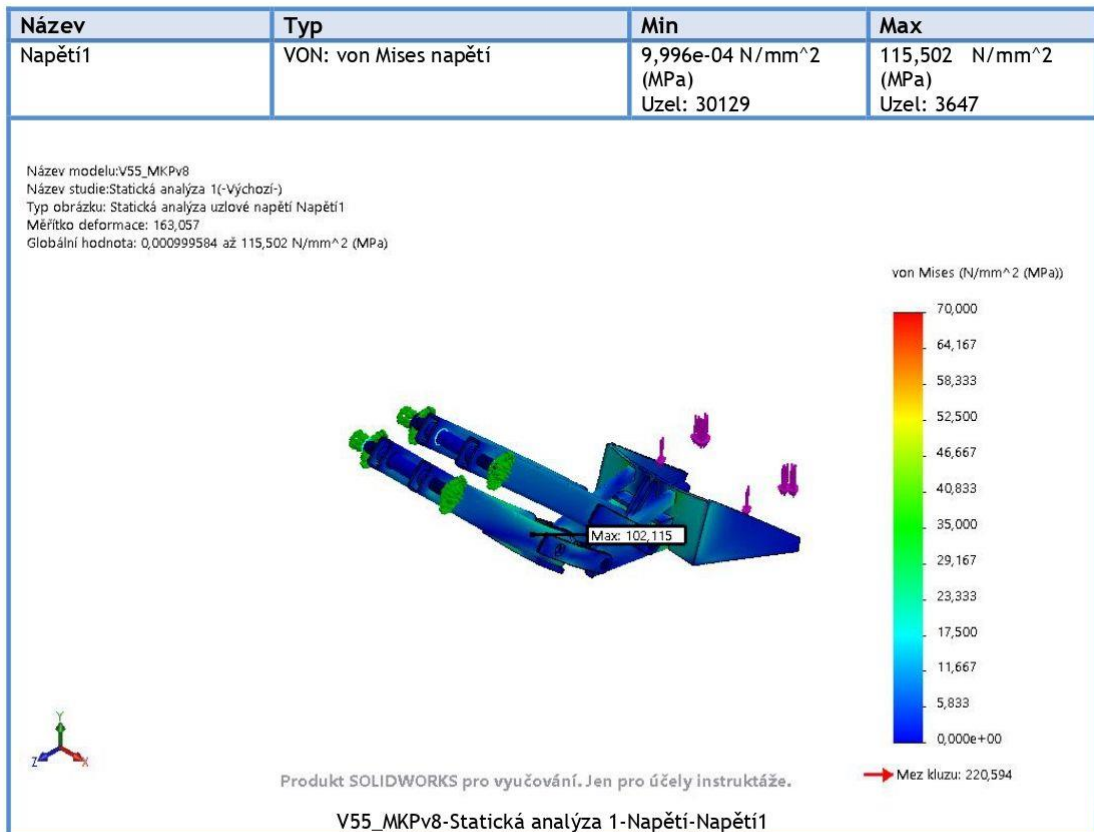 Název Typ Min Max
Napětí1 VON: von Mises napětí 9,996e-04 N/mm^2 115,502 N/mm^2
(MPa) (MPa)
Uzel: 30129 Uzel: 3647
Název modelu:V55_MKPv8
Název studie:Statická analýza 1(-Výchozí-)
Typ obrázku: Statická analýza uzlové napětí Napětí1
Měřítko deformace: 163,057
Globální hodnota: 0,000999584 až 115,502 N/mm^2 (MPa)
von Mises (N/mm^2 (MPa))
70,000
64,167
58,333
52,500
46,667
40,833
35,000
29,167
23,333
17,500
11,667
5,833
0,000e+00
Mez kluzu: 220,594
Max: 102,115
Y
Z
X
Produkt SOLIDWORKS pro vyučování. Jen pro účely instruktáže.
V55_MKPv8-Statická analýza 1-Napětí-Napětí1